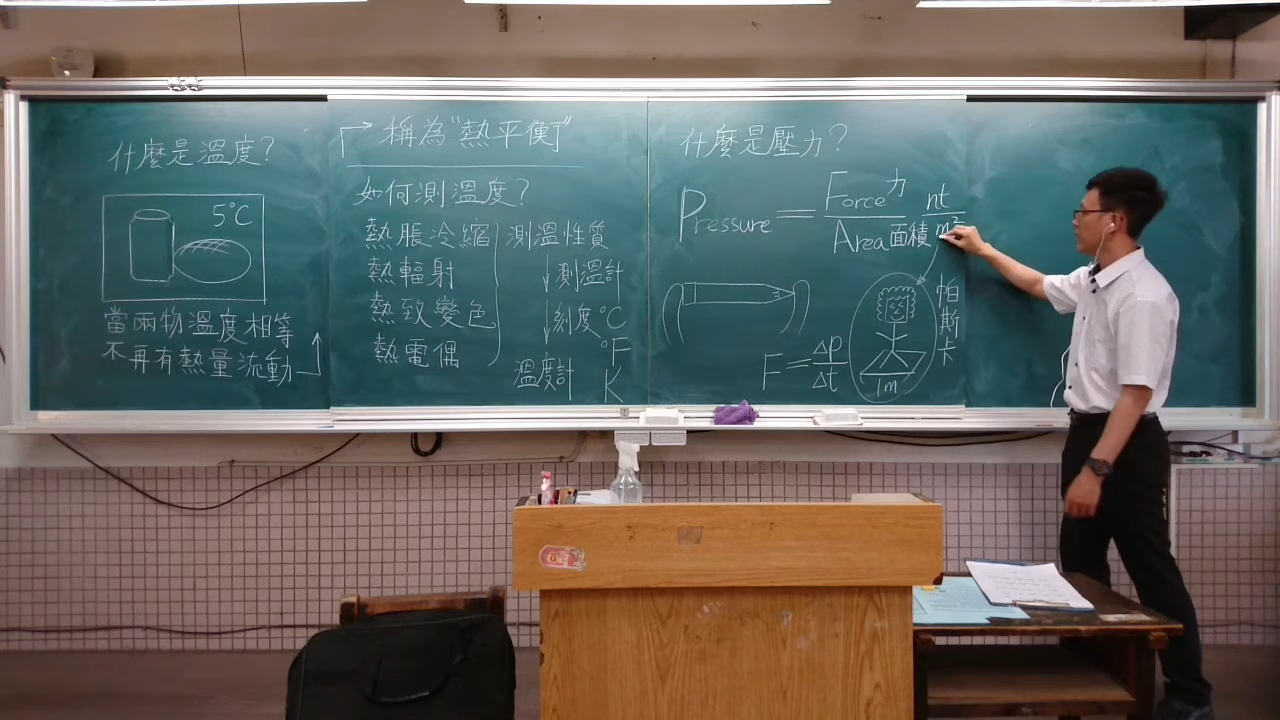 什麼是溫度?
5°C
當兩物溫度相等
不再有熱量流動
稱為"熱平衡"
如何測溫度?
熱脹冷縮
熱輻射
熱致變色
熱電偶
測溫性質
測溫計
刻度°C
°F
K
溫度計
什麼是壓力?
Pressure = Force力 nt
Area面積 m²
帕斯卡
1m
F = Δp
Δt